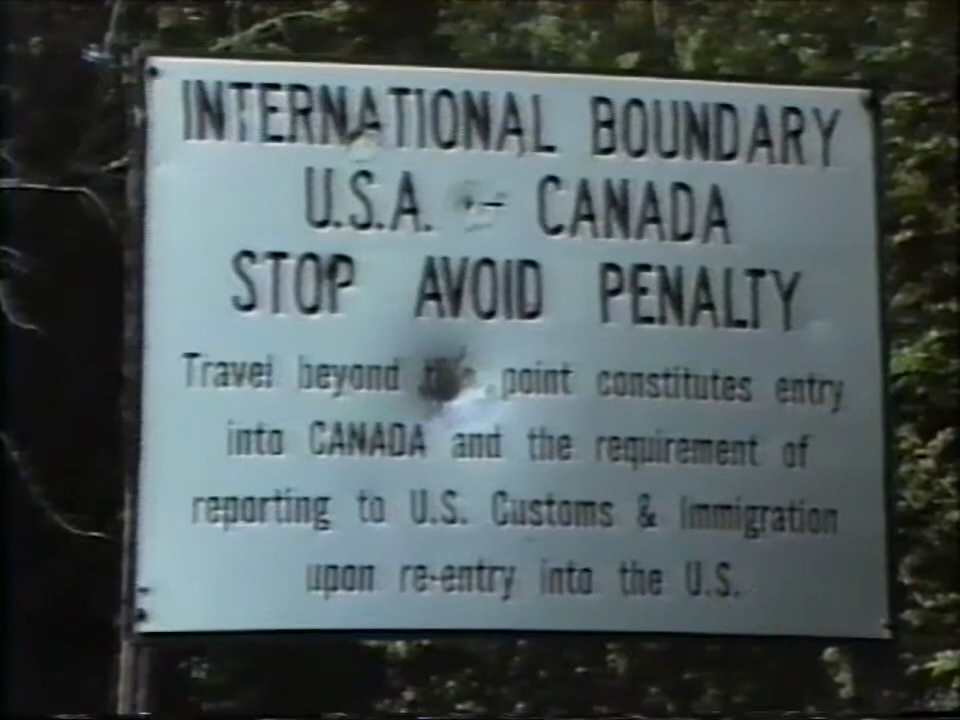 INTERNATIONAL BOUNDARY
U.S.A. - CANADA
STOP AVOID PENALTY
Travel beyond this point constitutes entry
into CANADA and the requirement of
reporting to U.S. Customs & Immigration
upon re-entry into the U.S.